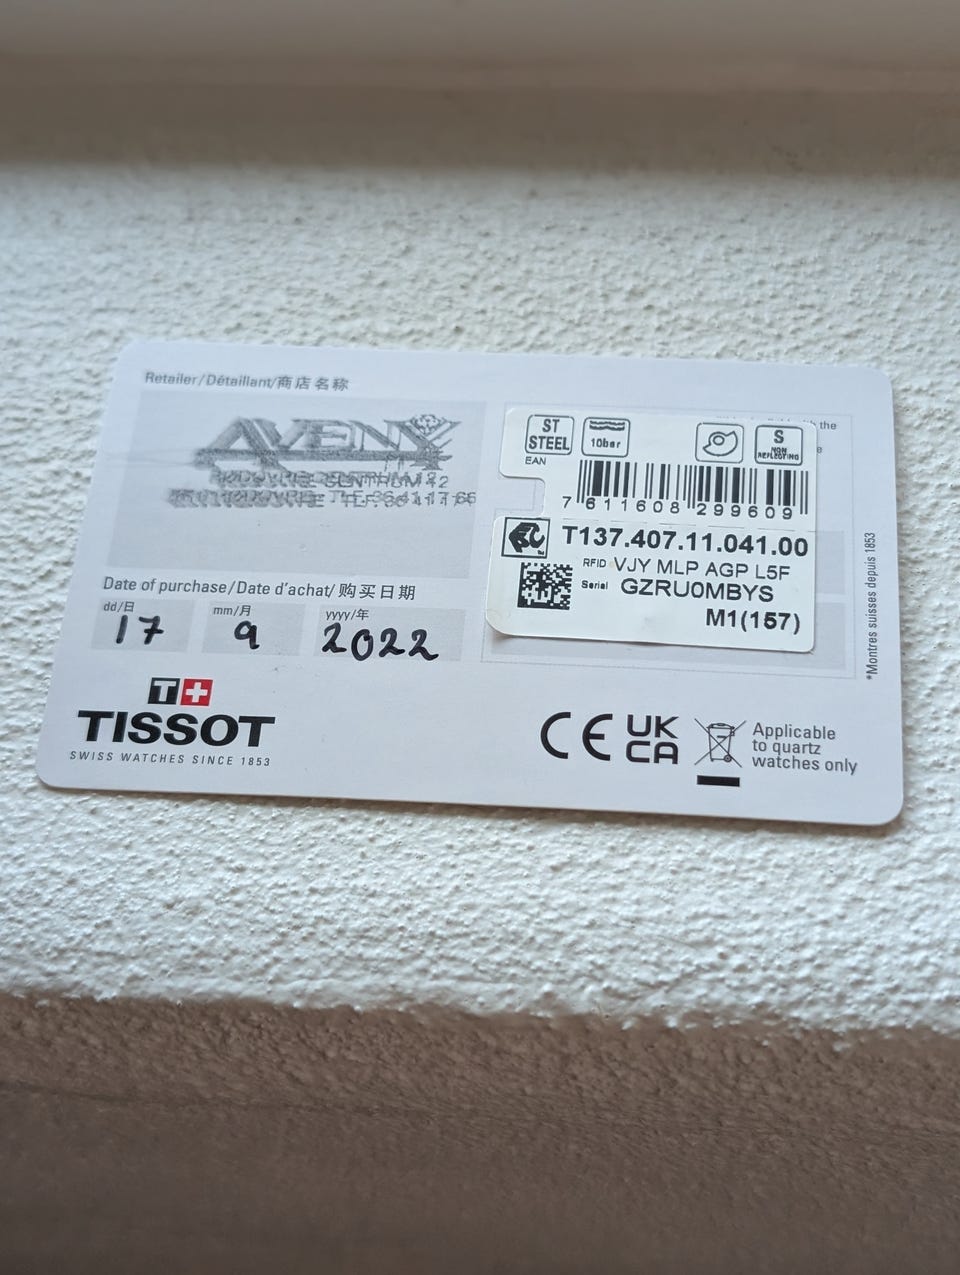 Retailer/Détaillant/商店名称
AVENY
ST
STEEL
10bar
S
NON
REFLECTING
the
EAN
7 611608 299609
T137.407.11.041.00
RFID VJY MLP AGP L5F
Serial GZRU0MBYS
M1(157)
Date of purchase/Date d'achat/购买日期
dd/日 mm/月 yyyy/年
17 9 2022
T+
TISSOT
SWISS WATCHES SINCE 1853
CE UK
CA
Applicable
to quartz
watches only
*Montres suisses depuis 1853